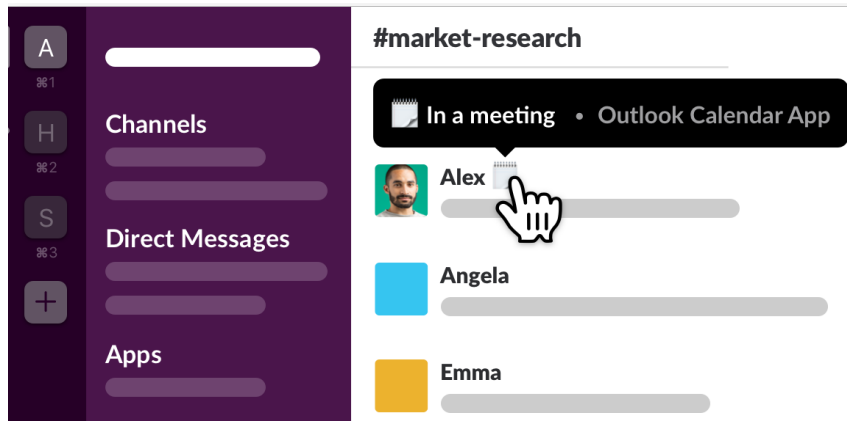 A
⌘1
H
⌘2
S
⌘3
+
Channels
Direct Messages
Apps
#market-research
In a meeting • Outlook Calendar App
Alex
Angela
Emma